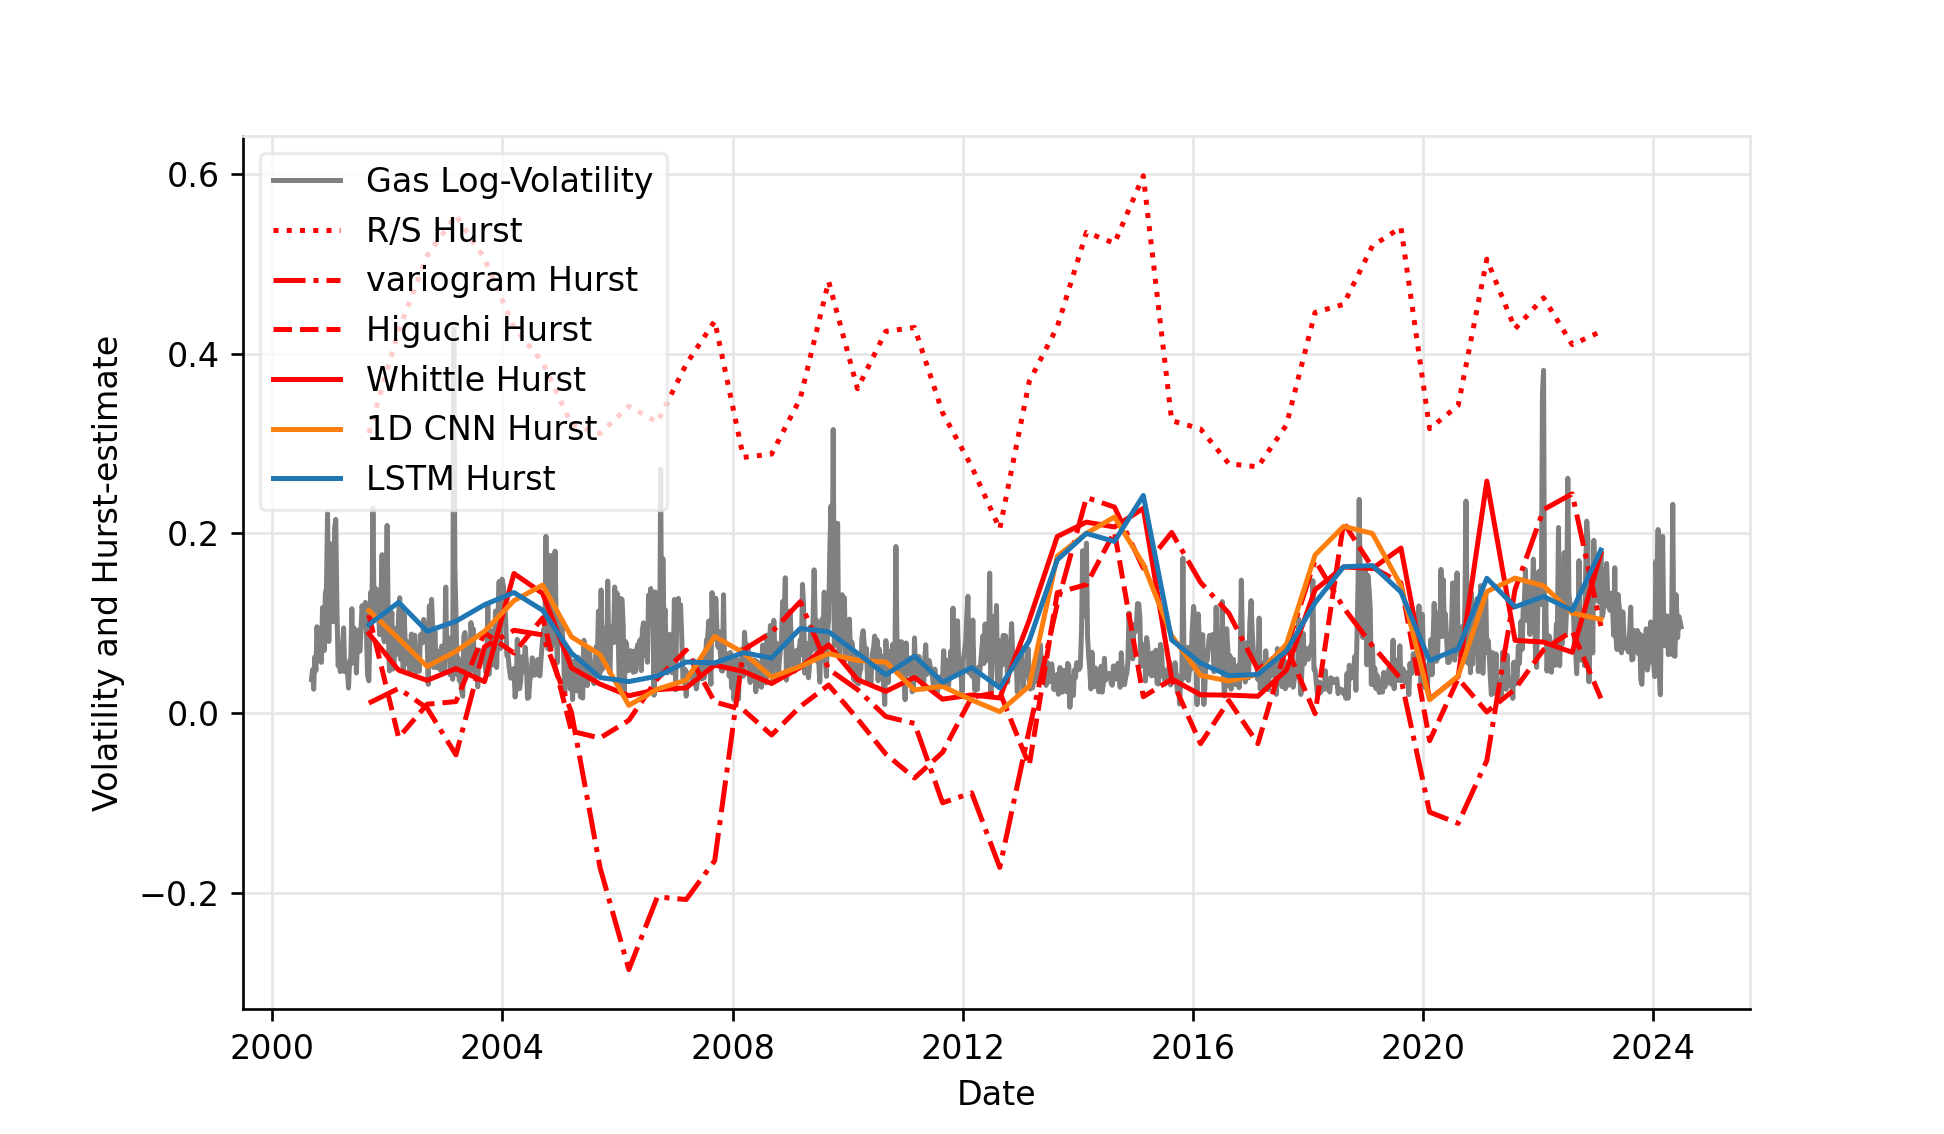 Gas Log-Volatility
R/S Hurst
variogram Hurst
Higuchi Hurst
Whittle Hurst
1D CNN Hurst
LSTM Hurst
0.6
0.4
0.2
0.0
−0.2
Volatility and Hurst-estimate
2000 2004 2008 2012 2016 2020 2024
Date